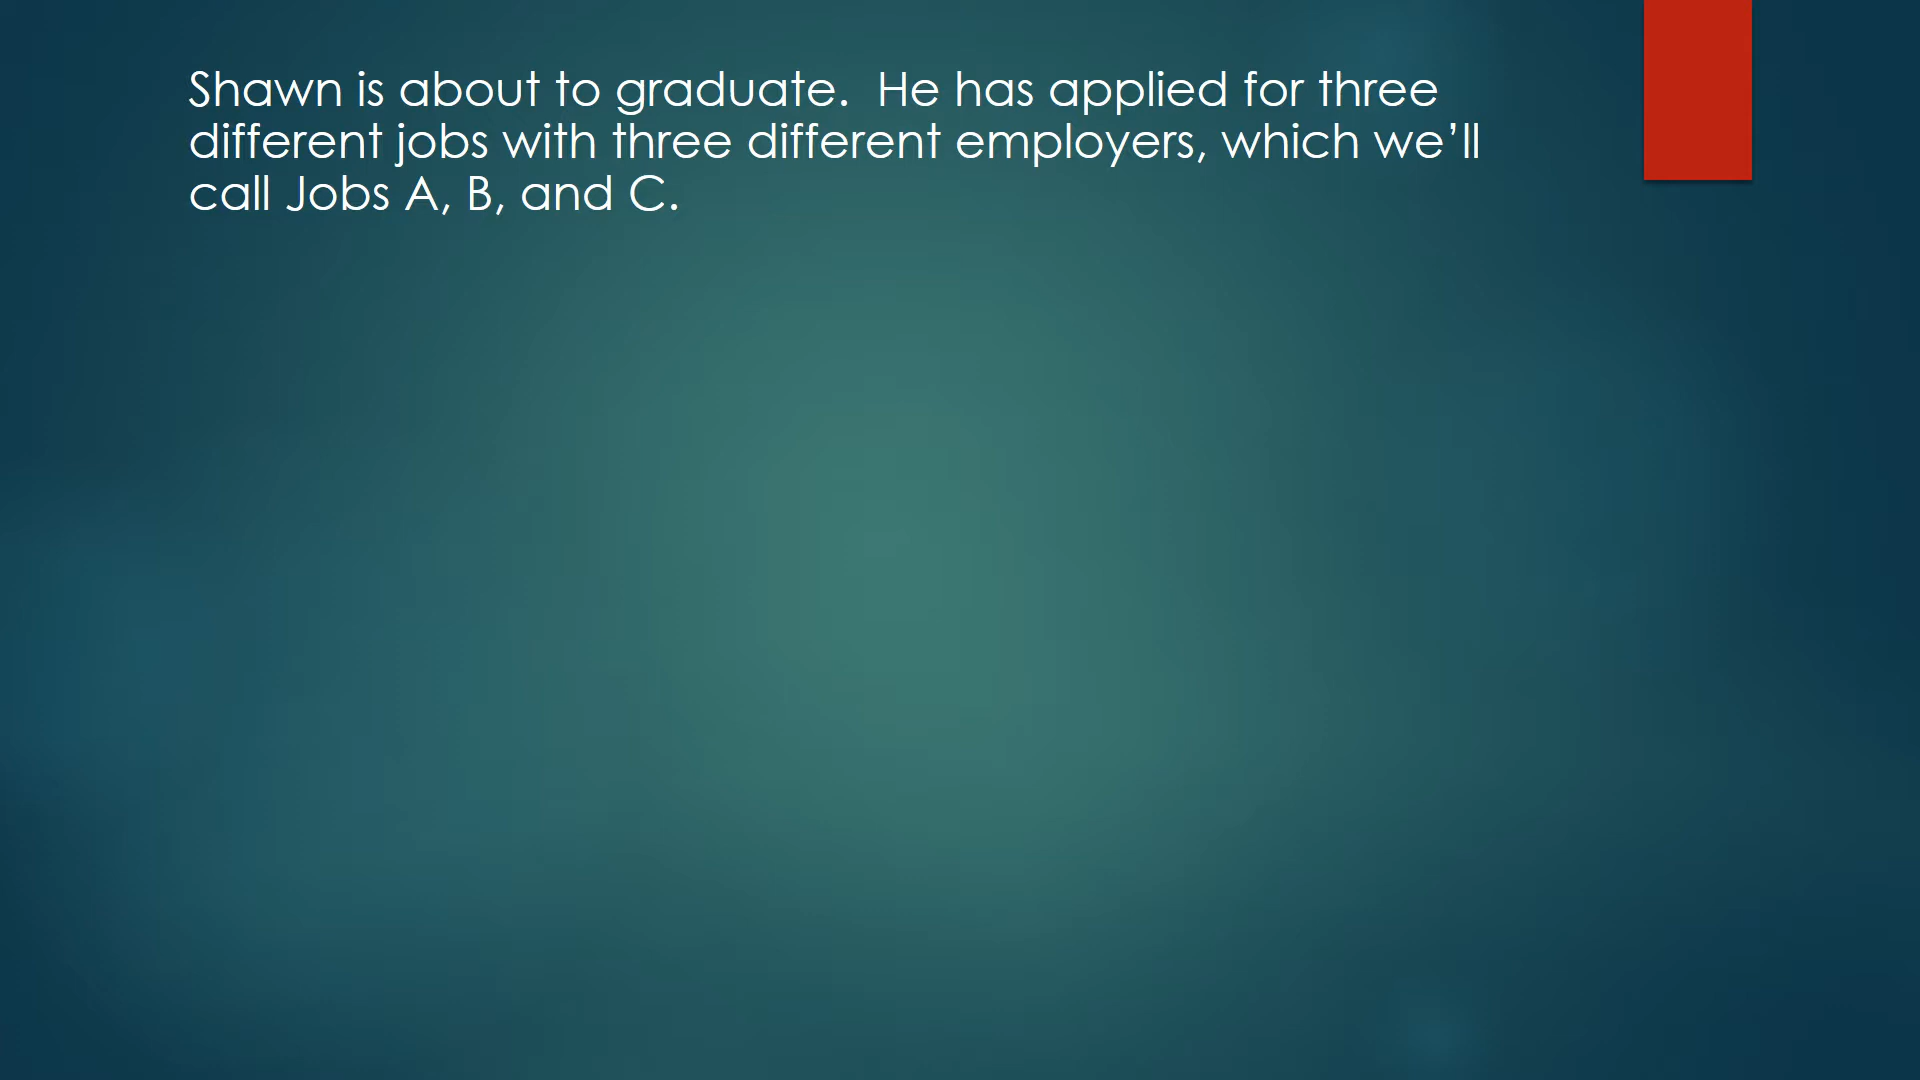 Shawn is about to graduate.  He has applied for three
different jobs with three different employers, which we’ll
call Jobs A, B, and C.